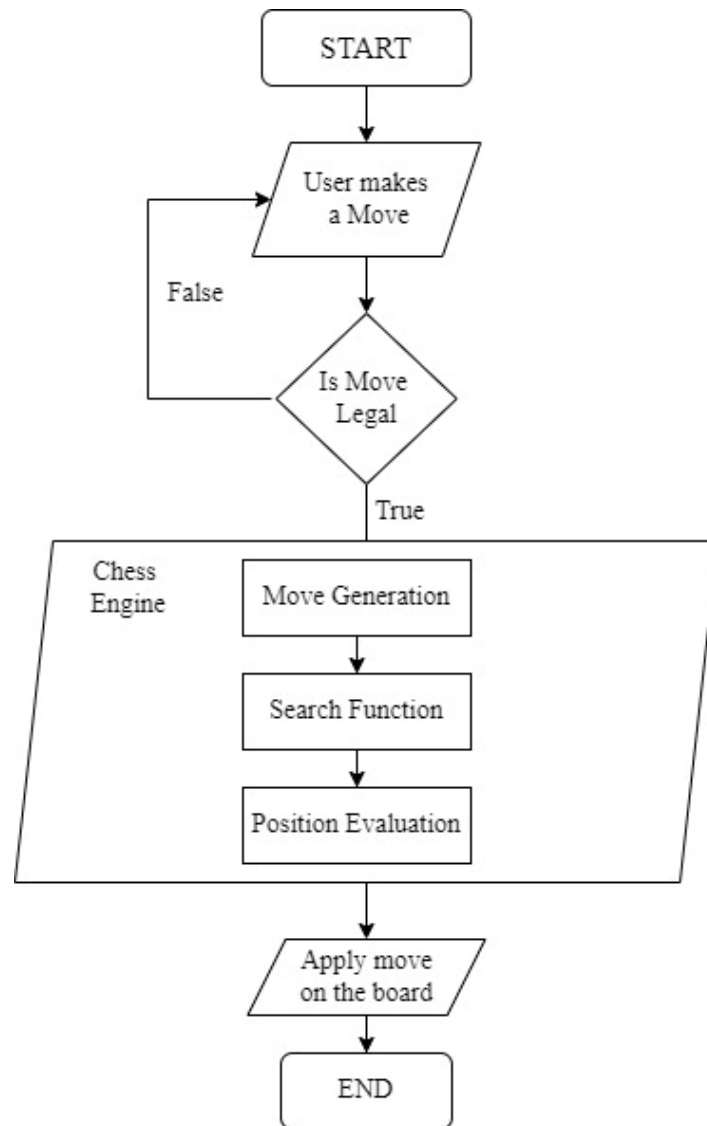 START
User makes
a Move
False
Is Move
Legal
True
Chess
Engine
Move Generation
Search Function
Position Evaluation
Apply move
on the board
END